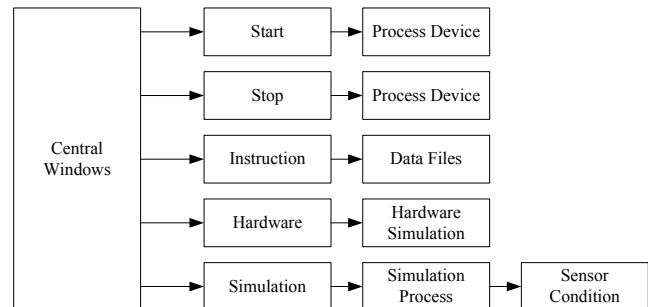 Start
Process Device
Stop
Process Device
Central
Windows
Instruction
Data Files
Hardware
Hardware
Simulation
Simulation
Simulation
Process
Sensor
Condition